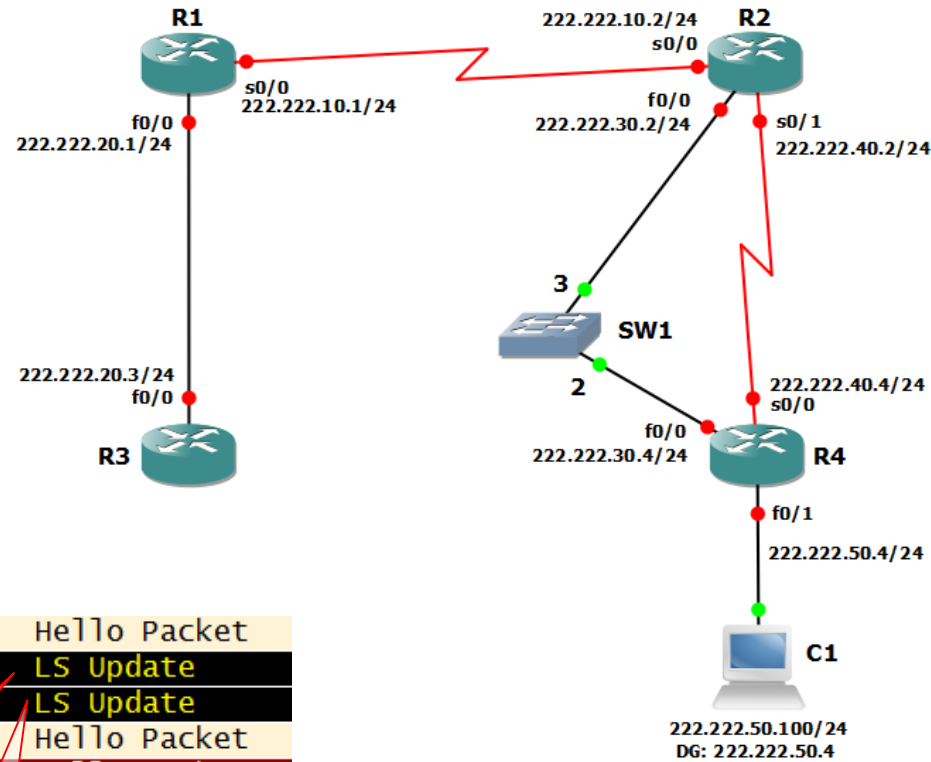 R1
222.222.10.2/24
R2
s0/0
s0/0
222.222.10.1/24
f0/0
222.222.20.1/24
f0/0
222.222.30.2/24
s0/1
222.222.40.2/24
3
SW1
2
222.222.20.3/24
f0/0
R3
222.222.40.4/24
s0/0
f0/0
222.222.30.4/24
R4
f0/1
222.222.50.4/24
C1
222.222.50.100/24
DG: 222.222.50.4
Hello Packet
LS Update
LS Update
Hello Packet